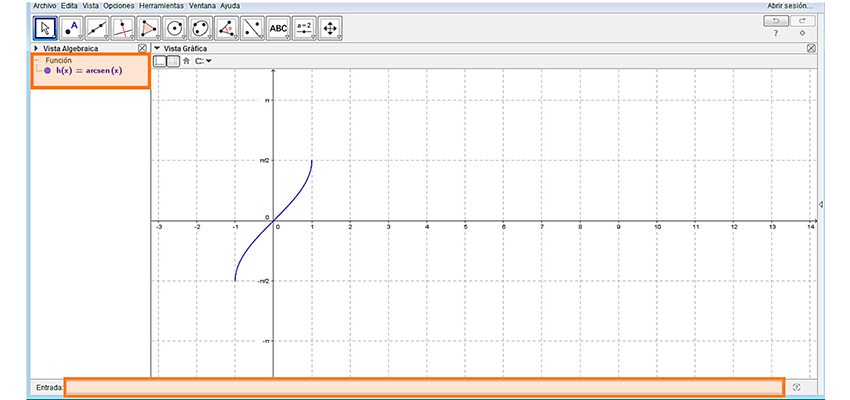 Archivo Edita Vista Opciones Herramientas Ventana Ayuda Abrir sesión...
A ABC a=2
?
Vista Algebraica Vista Gráfica
Función
h(x) = arcsen(x)
π
π/2
0
-3 -2 -1 0 1 2 3 4 5 6 7 8 9 10 11 12 13 14
-π/2
-π
Entrada: